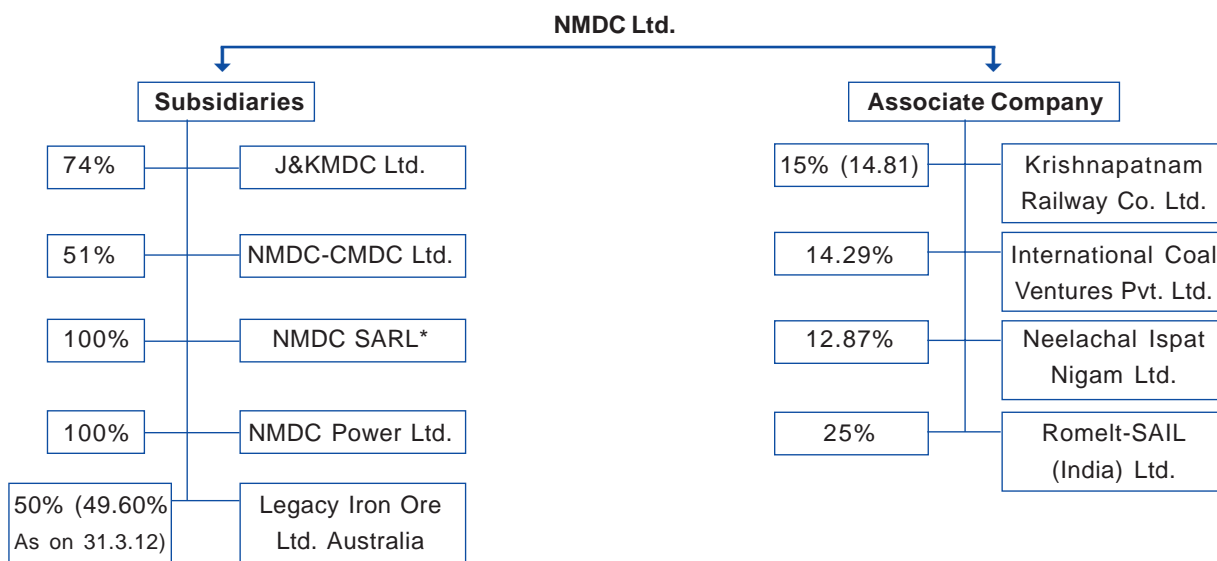 NMDC Ltd.
Subsidiaries
74%
J&KMDC Ltd.
51%
NMDC-CMDC Ltd.
100%
NMDC SARL*
100%
NMDC Power Ltd.
50% (49.60%
As on 31.3.12)
Legacy Iron Ore
Ltd. Australia
Associate Company
15% (14.81)
Krishnapatnam
Railway Co. Ltd.
14.29%
International Coal
Ventures Pvt. Ltd.
12.87%
Neelachal Ispat
Nigam Ltd.
25%
Romelt-SAIL
(India) Ltd.